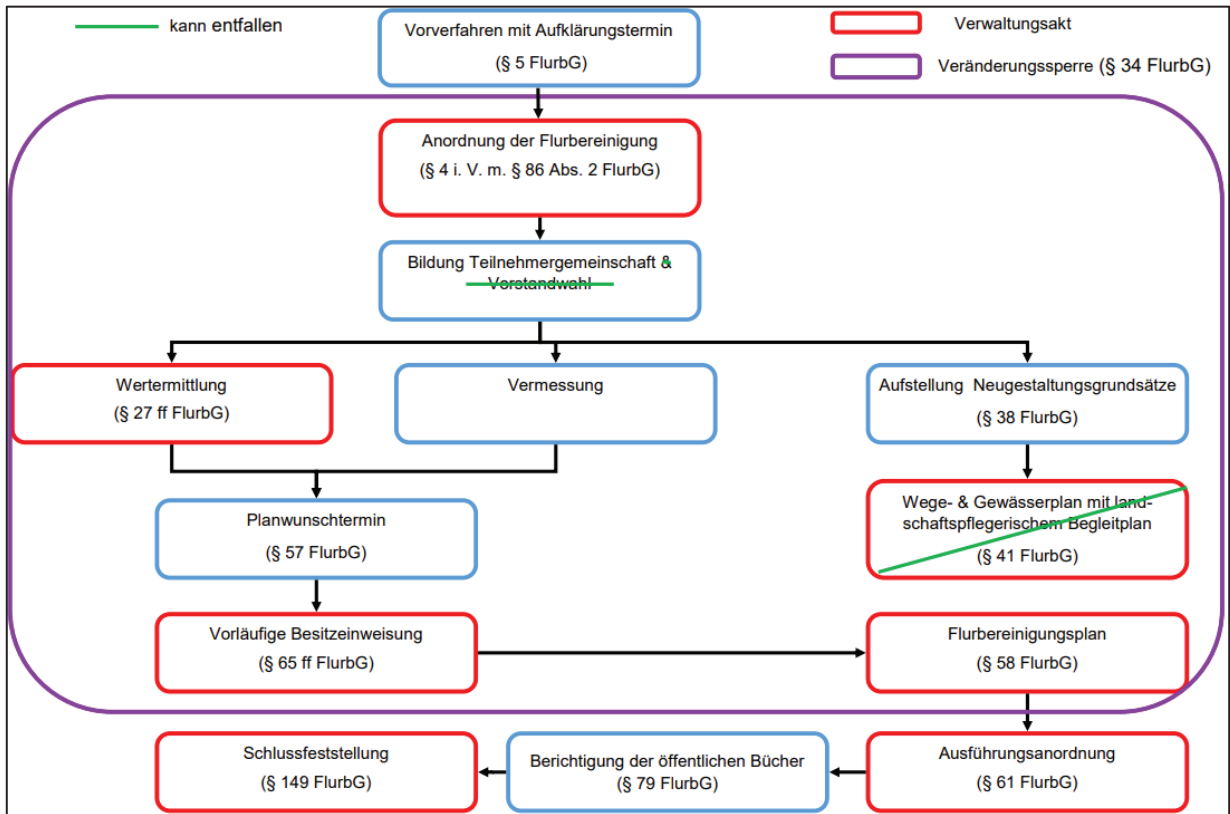 kann entfallen
Vorverfahren mit Aufklärungstermin
(§ 5 FlurbG)
Verwaltungsakt
Veränderungssperre (§ 34 FlurbG)
Anordnung der Flurbereinigung
(§ 4 i. V. m. § 86 Abs. 2 FlurbG)
Bildung Teilnehmergemeinschaft &
Vorstandwahl
Wertermittlung
(§ 27 ff FlurbG)
Vermessung
Aufstellung Neugestaltungsgrundsätze
(§ 38 FlurbG)
Planwunschtermin
(§ 57 FlurbG)
Wege- & Gewässerplan mit land-
schaftspflegerischem Begleitplan
(§ 41 FlurbG)
Vorläufige Besitzeinweisung
(§ 65 ff FlurbG)
Flurbereinigungsplan
(§ 58 FlurbG)
Schlussfeststellung
(§ 149 FlurbG)
Berichtigung der öffentlichen Bücher
(§ 79 FlurbG)
Ausführungsanordnung
(§ 61 FlurbG)